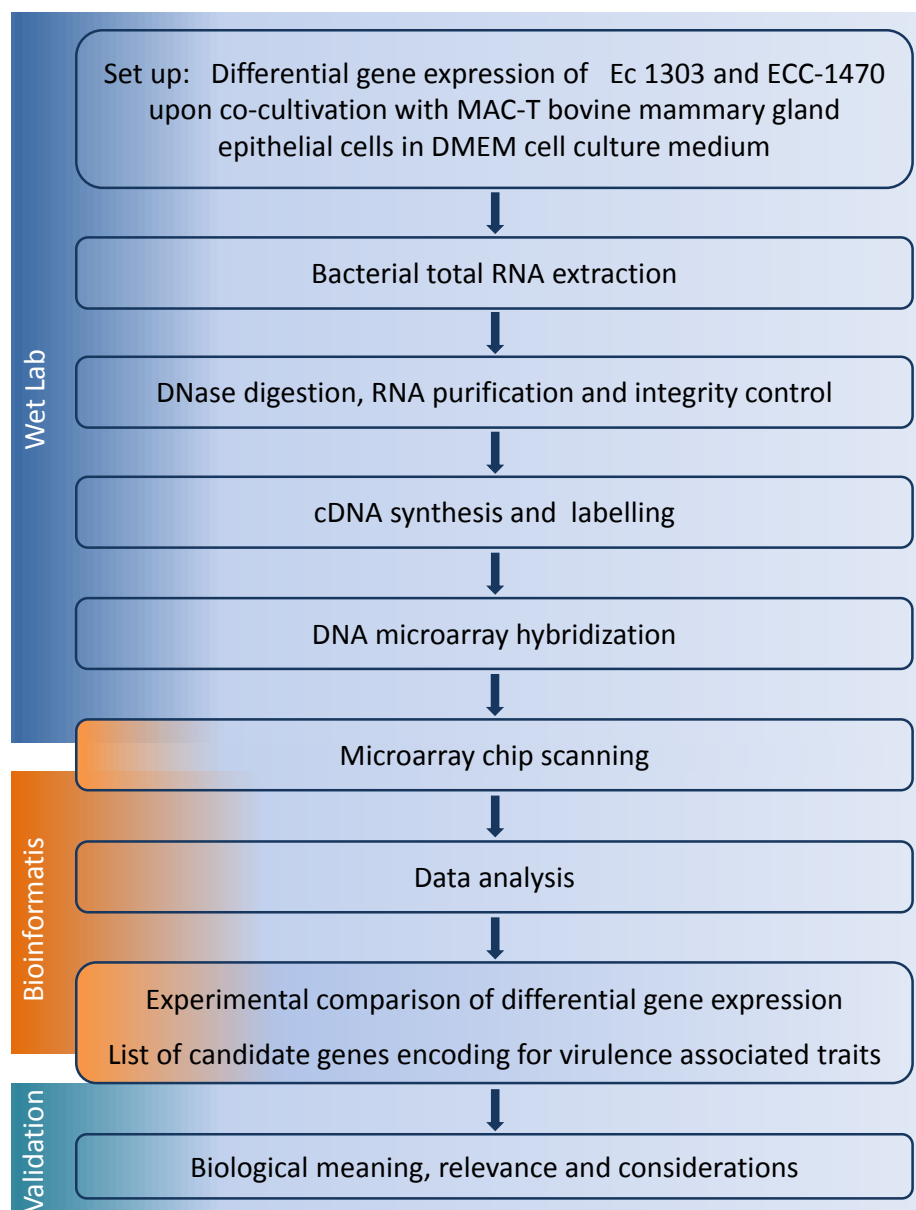 Set up: Differential gene expression of Ec 1303 and ECC-1470
upon co-cultivation with MAC-T bovine mammary gland
epithelial cells in DMEM cell culture medium
Bacterial total RNA extraction
DNase digestion, RNA purification and integrity control
cDNA synthesis and labelling
DNA microarray hybridization
Microarray chip scanning
Data analysis
Experimental comparison of differential gene expression
List of candidate genes encoding for virulence associated traits
Biological meaning, relevance and considerations
Wet Lab
Bioinformatis
Validation